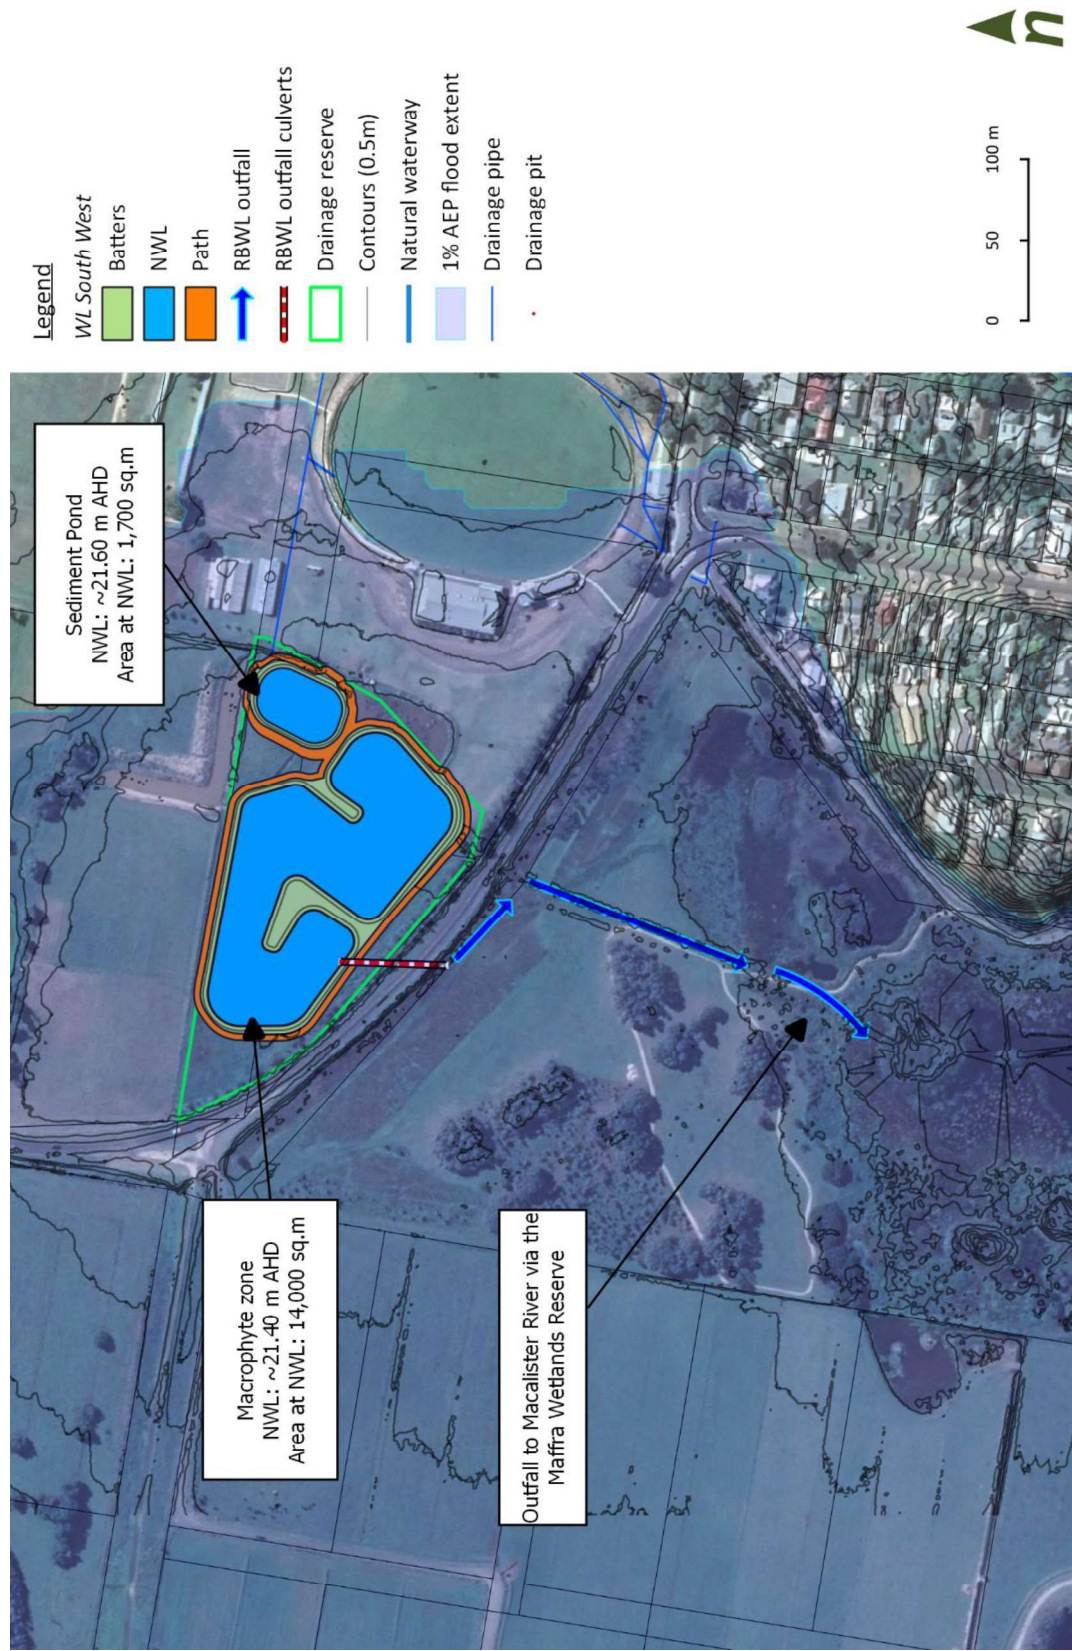 Legend
WL South West
Batters
NWL
Path
RBWL outfall
RBWL outfall culverts
Drainage reserve
Contours (0.5m)
Natural waterway
1% AEP flood extent
Drainage pipe
Drainage pit
0 50 100 m
n
Sediment Pond
NWL: ~21.60 m AHD
Area at NWL: 1,700 sq.m
Macrophyte zone
NWL: ~21.40 m AHD
Area at NWL: 14,000 sq.m
Outfall to Macalister River via the
Maffra Wetlands Reserve